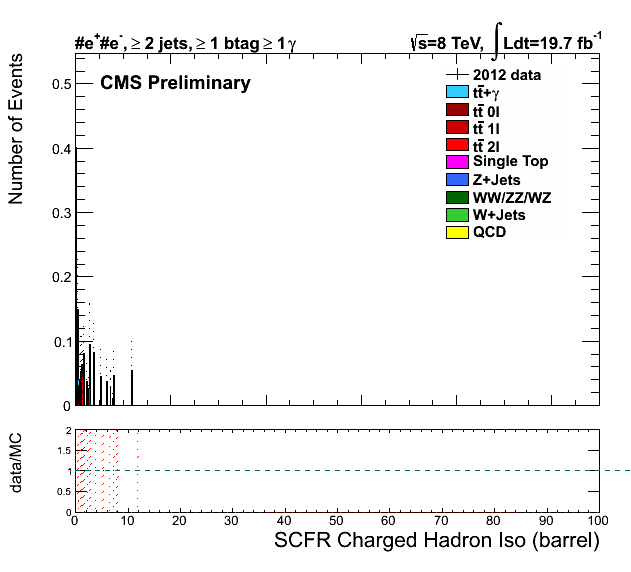 #e+#e-, ≥ 2 jets, ≥ 1 btag ≥ 1 γ
√s=8 TeV, ∫ Ldt=19.7 fb-1
CMS Preliminary
2012 data
tt̅+γ
tt̅ 0l
tt̅ 1l
tt̅ 2l
Single Top
Z+Jets
WW/ZZ/WZ
W+Jets
QCD
Number of Events
0.5
0.4
0.3
0.2
0.1
0
data/MC
2
1.5
1
0.5
0
0 10 20 30 40 50 60 70 80 90 100
SCFR Charged Hadron Iso (barrel)